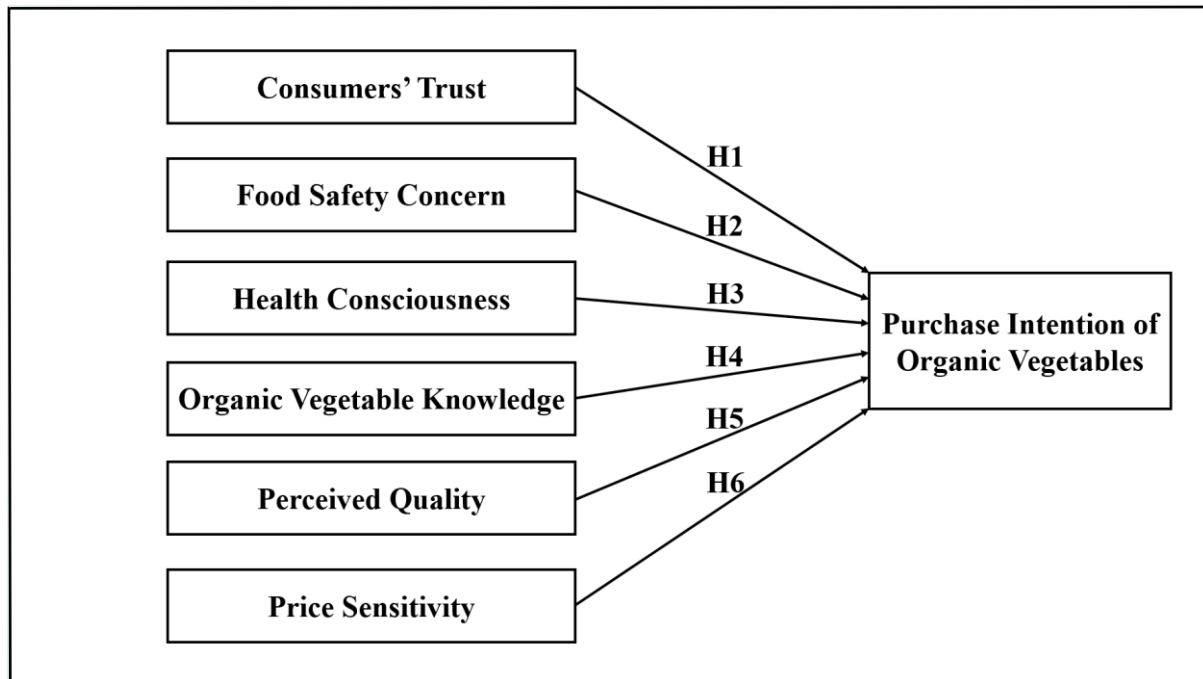 Consumers' Trust
H1
Food Safety Concern
H2
Health Consciousness
H3
Purchase Intention of
Organic Vegetables
H4
Organic Vegetable Knowledge
H5
Perceived Quality
H6
Price Sensitivity